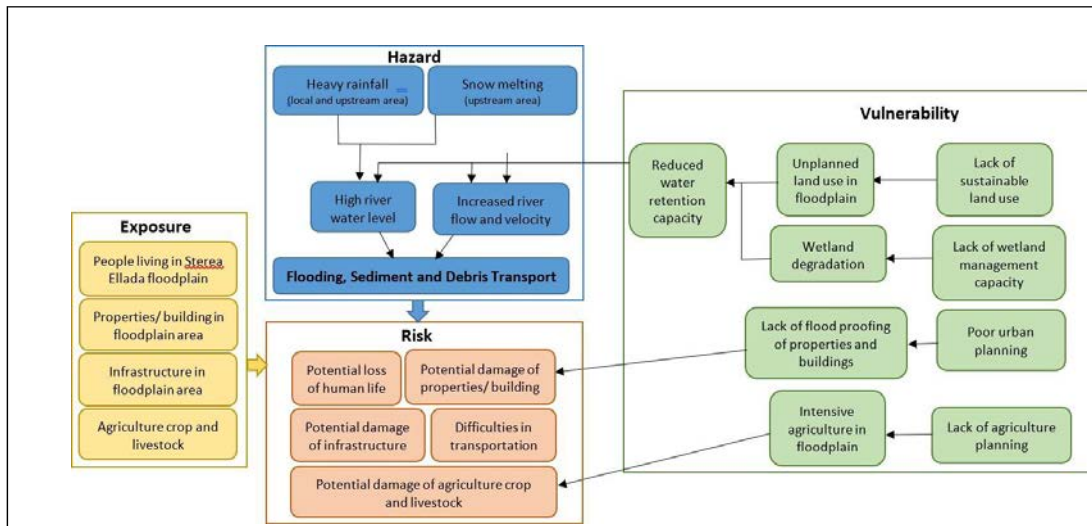 Hazard
Heavy rainfall
(local and upstream area)
Snow melting
(upstream area)
High river
water level
Increased river
flow and velocity
Flooding, Sediment and Debris Transport
Exposure
People living in Sterea
Ellada floodplain
Properties/ building in
floodplain area
Infrastructure in
floodplain area
Agriculture crop and
livestock
Risk
Potential loss
of human life
Potential damage of
properties/ building
Potential damage
of infrastructure
Difficulties in
transportation
Potential damage of agriculture crop
and livestock
Vulnerability
Reduced
water
retention
capacity
Unplanned
land use in
floodplain
Lack of
sustainable
land use
Wetland
degradation
Lack of wetland
management
capacity
Lack of flood proofing
of properties and
buildings
Poor urban
planning
Intensive
agriculture in
floodplain
Lack of agriculture
planning